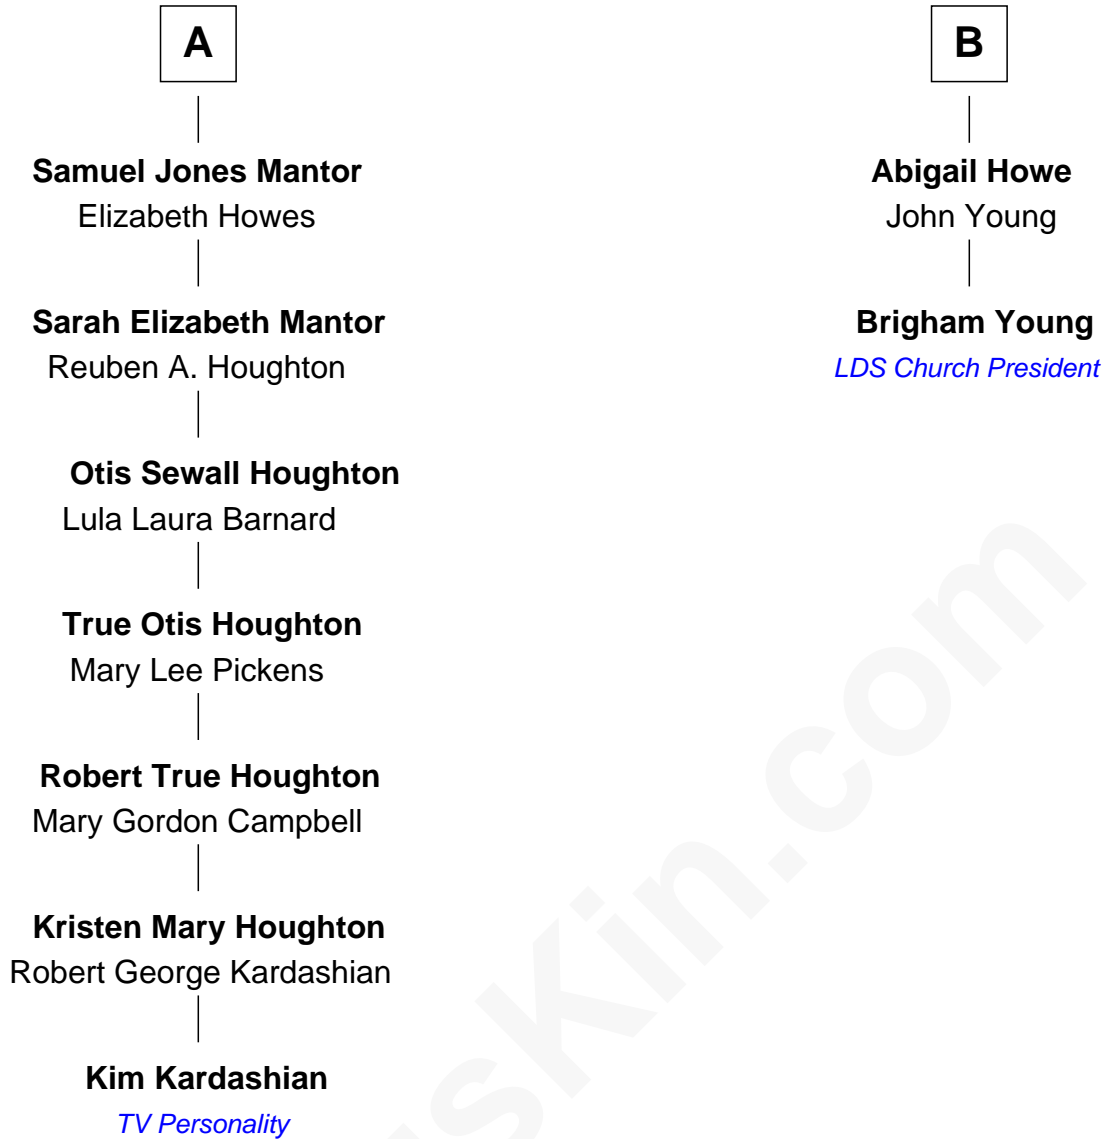 A
Samuel Jones Mantor
Elizabeth Howes
Sarah Elizabeth Mantor
Reuben A. Houghton
Otis Sewall Houghton
Lula Laura Barnard
True Otis Houghton
Mary Lee Pickens
Robert True Houghton
Mary Gordon Campbell
Kristen Mary Houghton
Robert George Kardashian
Kim Kardashian
TV Personality
B
Abigail Howe
John Young
Brigham Young
LDS Church President
sKin.com